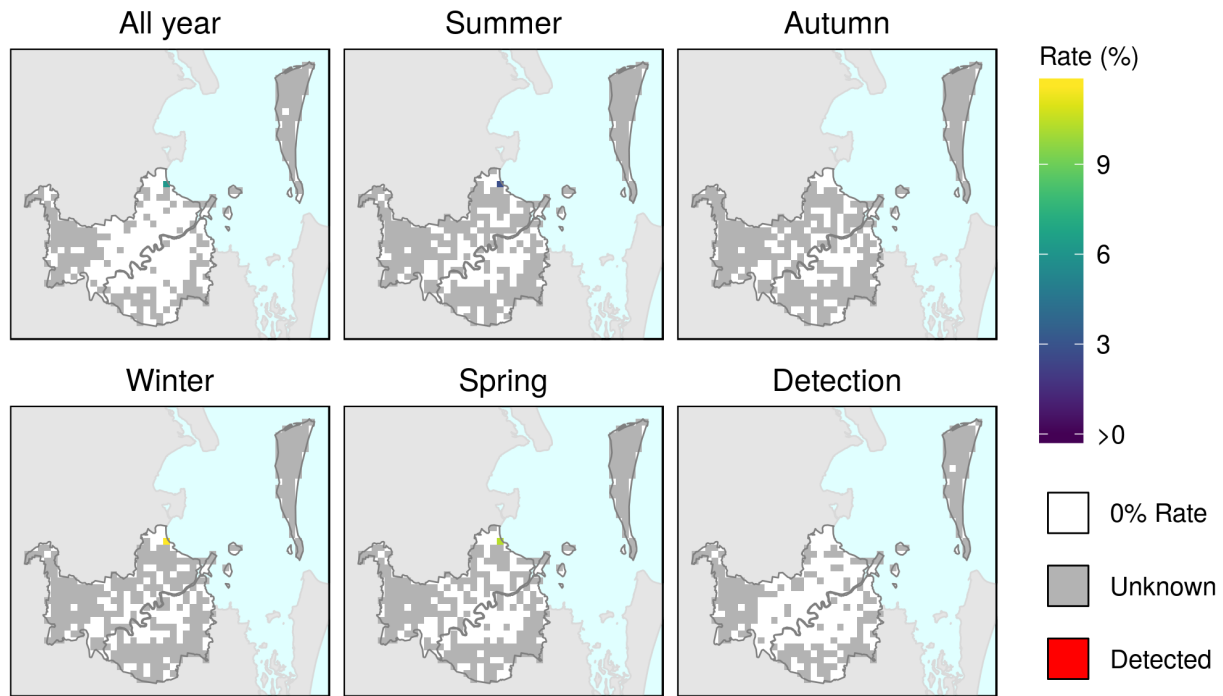 All year
Summer
Autumn
Rate (%)
9
6
3
>0
Winter
Spring
Detection
0% Rate
Unknown
Detected